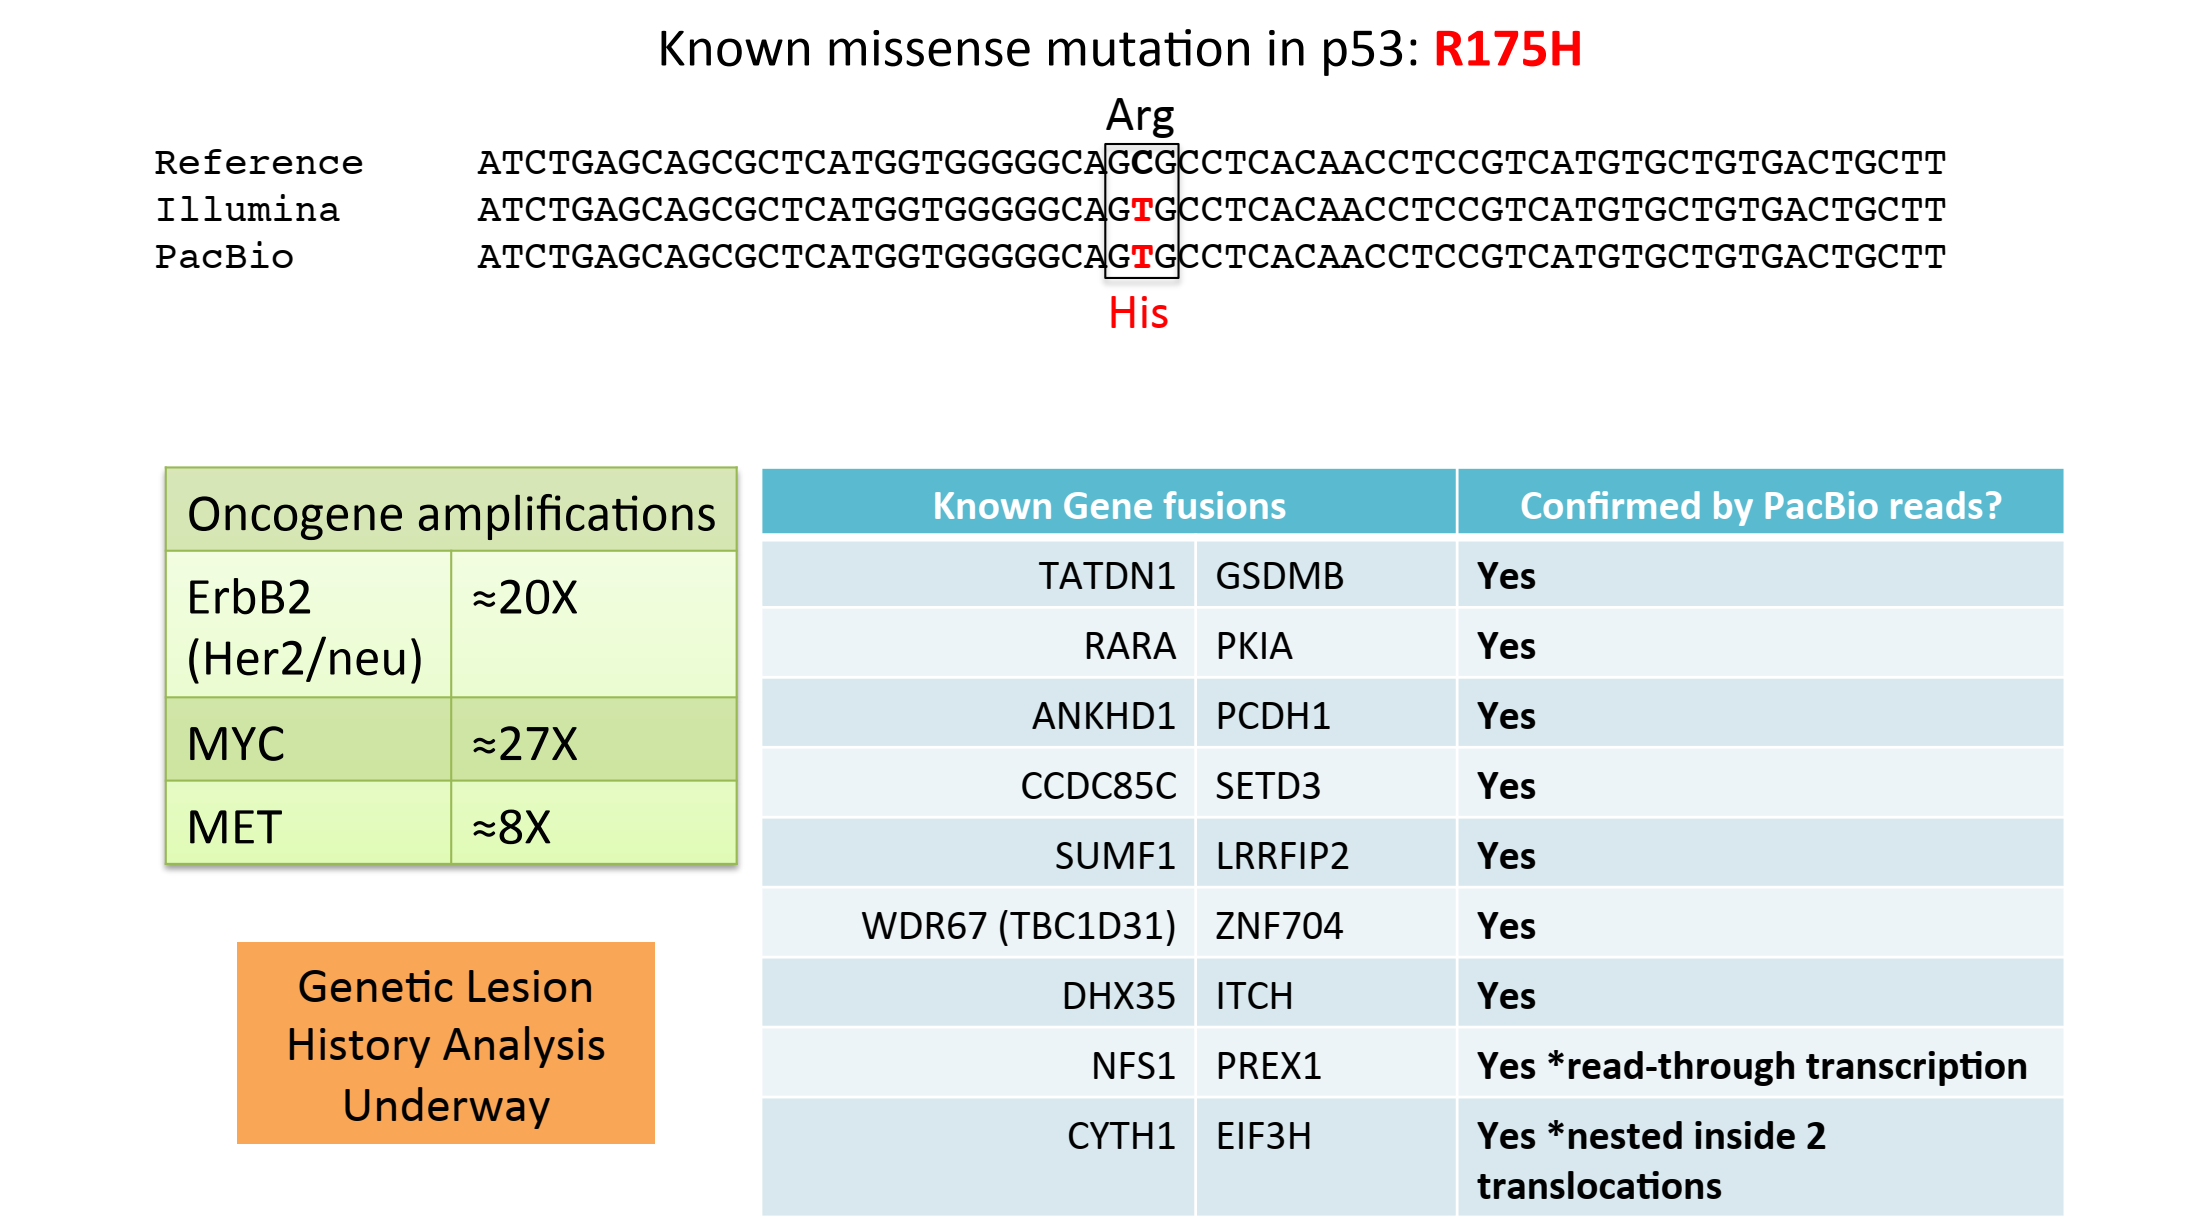 Known missense mutation in p53: R175H
Arg
Reference ATCTGAGCAGCGCTCATGGTGGGGGCAGCGCCTCACAACCTCCGTCATGTGCTGTGACTGCTT
Illumina ATCTGAGCAGCGCTCATGGTGGGGGCAGTGCCTCACAACCTCCGTCATGTGCTGTGACTGCTT
PacBio ATCTGAGCAGCGCTCATGGTGGGGGCAGTGCCTCACAACCTCCGTCATGTGCTGTGACTGCTT
His
Oncogene amplifications
ErbB2 ≈20X
(Her2/neu)
MYC ≈27X
MET ≈8X
Genetic Lesion
History Analysis
Underway
Known Gene fusions Confirmed by PacBio reads?
TATDN1 GSDMB Yes
RARA PKIA Yes
ANKHD1 PCDH1 Yes
CCDC85C SETD3 Yes
SUMF1 LRRFIP2 Yes
WDR67 (TBC1D31) ZNF704 Yes
DHX35 ITCH Yes
NFS1 PREX1 Yes *read-through transcription
CYTH1 EIF3H Yes *nested inside 2
translocations